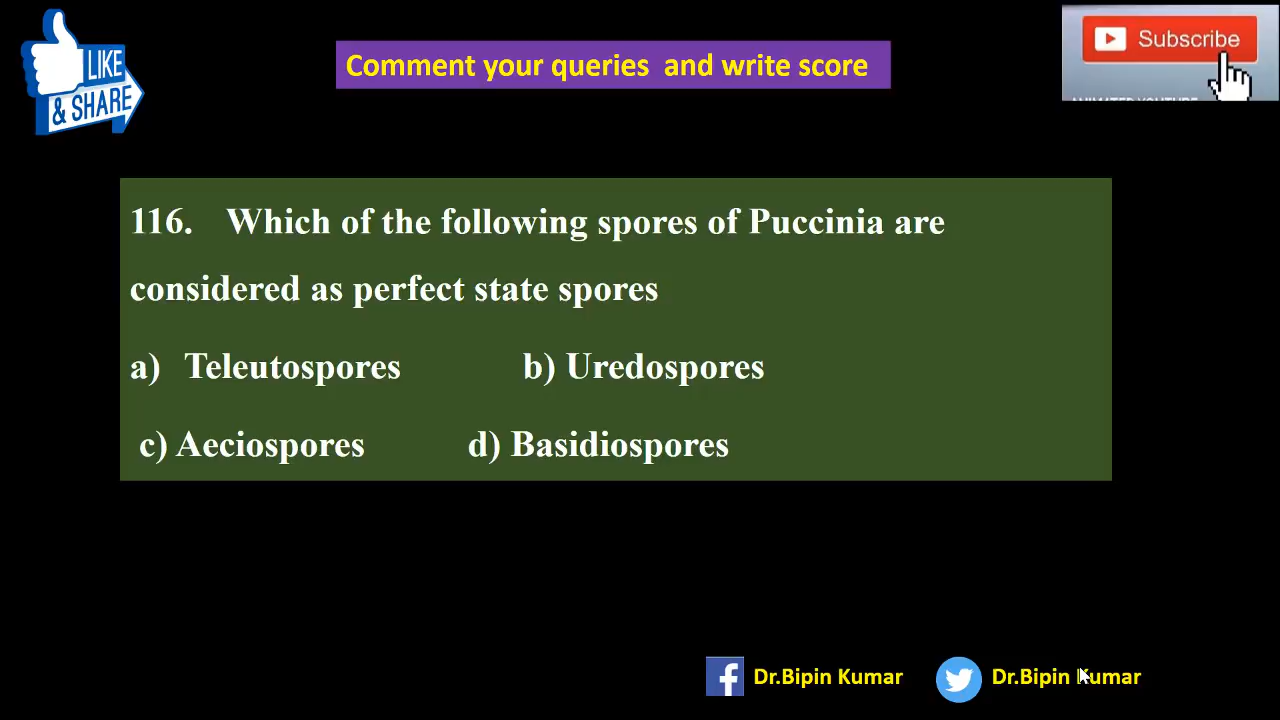 LIKE
& SHARE
Comment your queries and write score
Subscribe
116. Which of the following spores of Puccinia are
considered as perfect state spores
a) Teleutospores b) Uredospores
c) Aeciospores d) Basidiospores
Dr.Bipin Kumar Dr.Bipin Kumar